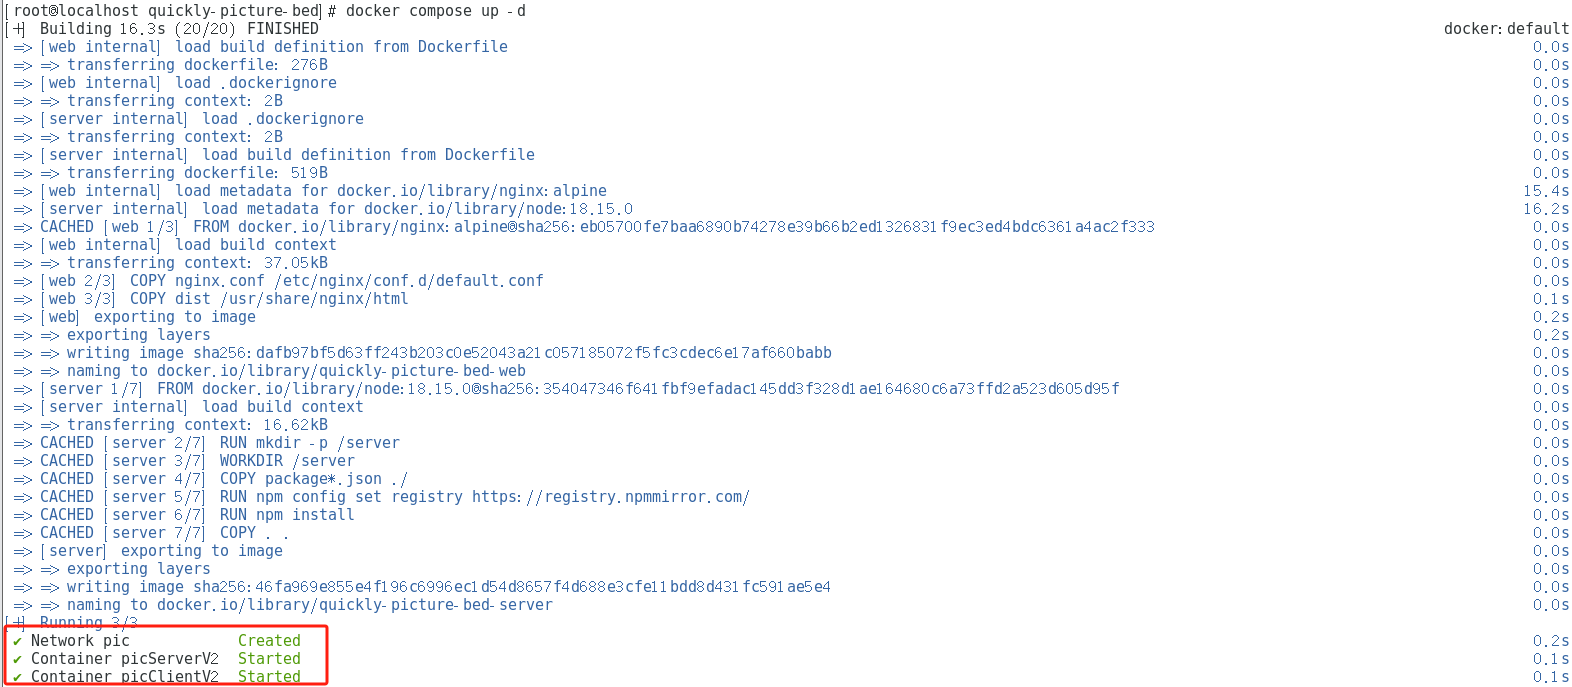 [root@localhost quickly-picture-bed]# docker compose up -d
[+] Building 16.3s (20/20) FINISHED docker:default
=> [web internal] load build definition from Dockerfile 0.0s
=> => transferring dockerfile: 276B 0.0s
=> [web internal] load .dockerignore 0.0s
=> => transferring context: 2B 0.0s
=> [server internal] load .dockerignore 0.0s
=> => transferring context: 2B 0.0s
=> [server internal] load build definition from Dockerfile 0.0s
=> => transferring dockerfile: 519B 0.0s
=> [web internal] load metadata for docker.io/library/nginx:alpine 15.4s
=> [server internal] load metadata for docker.io/library/node:18.15.0 16.2s
=> CACHED [web 1/3] FROM docker.io/library/nginx:alpine@sha256:eb05700fe7baa6890b74278e39b66b2ed1326831f9ec3ed4bdc6361a4ac2f333 0.0s
=> [web internal] load build context 0.0s
=> => transferring context: 37.05kB 0.0s
=> [web 2/3] COPY nginx.conf /etc/nginx/conf.d/default.conf 0.0s
=> [web 3/3] COPY dist /usr/share/nginx/html 0.1s
=> [web] exporting to image 0.2s
=> => exporting layers 0.2s
=> => writing image sha256:dafb97bf5d63ff243b203c0e52043a21c057185072f5fc3cdec6e17af660babb 0.0s
=> => naming to docker.io/library/quickly-picture-bed-web 0.0s
=> [server 1/7] FROM docker.io/library/node:18.15.0@sha256:354047346f641fbf9efadac145dd3f328d1ae164680c6a73ffd2a523d605d95f 0.0s
=> [server internal] load build context 0.0s
=> => transferring context: 16.62kB 0.0s
=> CACHED [server 2/7] RUN mkdir -p /server 0.0s
=> CACHED [server 3/7] WORKDIR /server 0.0s
=> CACHED [server 4/7] COPY package*.json ./ 0.0s
=> CACHED [server 5/7] RUN npm config set registry https://registry.npmmirror.com/ 0.0s
=> CACHED [server 6/7] RUN npm install 0.0s
=> CACHED [server 7/7] COPY . . 0.0s
=> [server] exporting to image 0.0s
=> => exporting layers 0.0s
=> => writing image sha256:46fa969e855e4f196c6996ec1d54d8657f4d688e3cfe11bdd8d431fc591ae5e4 0.0s
=> => naming to docker.io/library/quickly-picture-bed-server 0.0s
[+] Running 3/3
✔ Network pic Created 0.2s
✔ Container picServerV2 Started 0.1s
✔ Container picClientV2 Started 0.1s